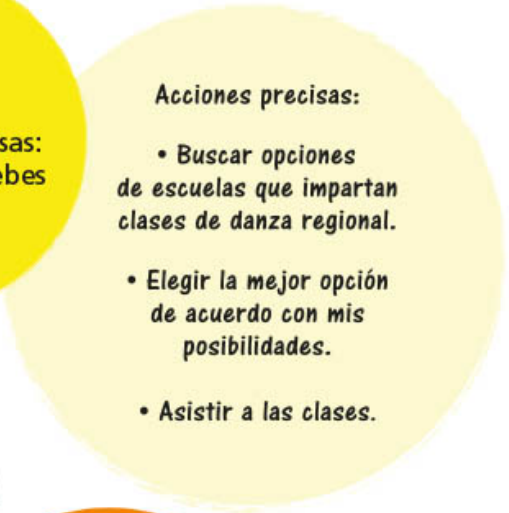 sas:
ebes
Acciones precisas:
• Buscar opciones
de escuelas que impartan
clases de danza regional.
• Elegir la mejor opción
de acuerdo con mis
posibilidades.
• Asistir a las clases.